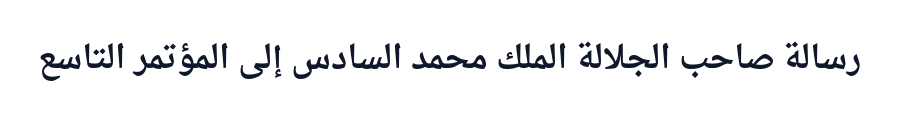 رسالة صاحب الجلالة الملك محمد السادس إلى المؤتمر التاسع